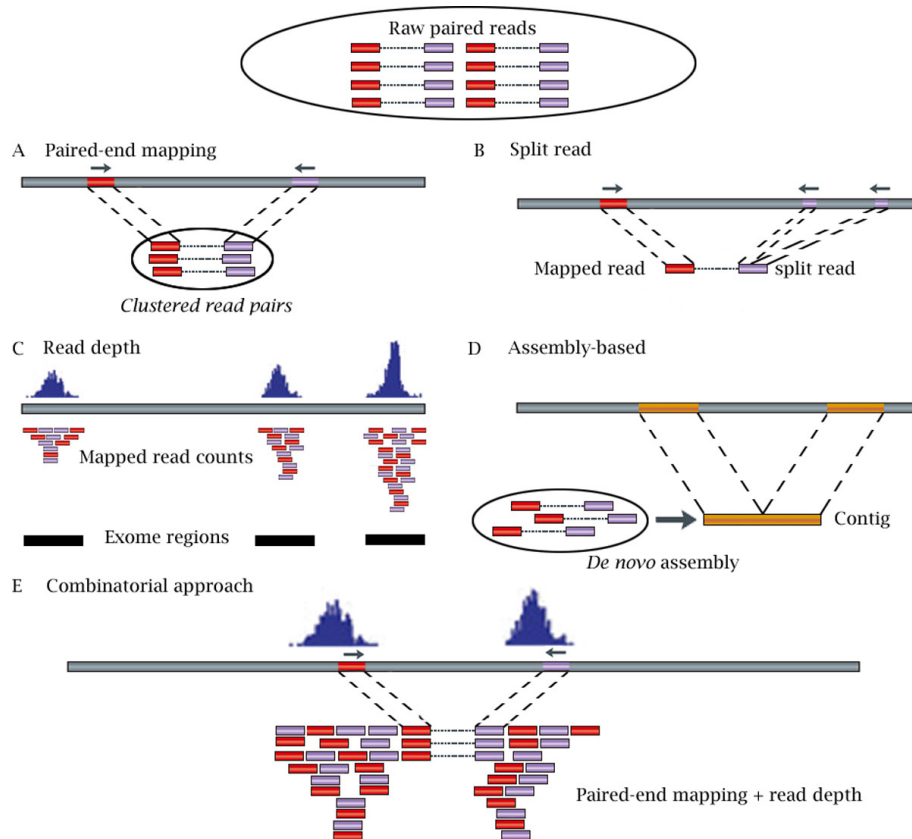 Raw paired reads
A Paired-end mapping
Clustered read pairs
B Split read
Mapped read
split read
C Read depth
Mapped read counts
Exome regions
D Assembly-based
Contig
De novo assembly
E Combinatorial approach
Paired-end mapping + read depth